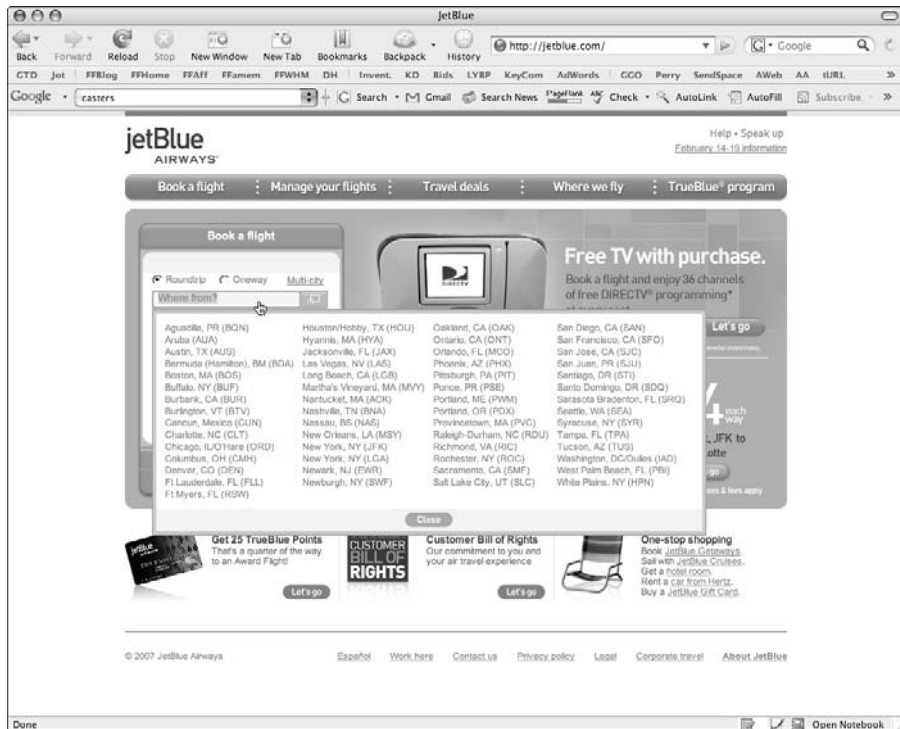 JetBlue
Back Forward Reload Stop New Window New Tab Bookmarks Backpack History http://jetblue.com/ G Google
GTD Jot FFBlog FFHome FFAff FFamem FFWHM DH Invent. KD Bids LYBP KeyCom AdWords GGO Perry SendSpace AWeb AA tURL
Google casters G Search Gmail Search News PageRank ABC Check AutoLink AutoFill Subscribe
jetBlue
AIRWAYS
Help • Speak up
February 14-19 information
Book a flight Manage your flights Travel deals Where we fly TrueBlue® program
Book a flight
Roundtrip Oneway Multi-city
Where from?
DIRECTV
Free TV with purchase.
Book a flight and enjoy 36 channels
of free DIRECTV® programming*
Let's go
Aguadilla, PR (BQN)
Aruba (AUA)
Austin, TX (AUS)
Bermuda (Hamilton), BM (BDA)
Boston, MA (BOS)
Buffalo, NY (BUF)
Burbank, CA (BUR)
Burlington, VT (BTV)
Cancun, Mexico (CUN)
Charlotte, NC (CLT)
Chicago, IL/O'Hare (ORD)
Columbus, OH (CMH)
Denver, CO (DEN)
Ft Lauderdale, FL (FLL)
Ft Myers, FL (RSW)
Houston/Hobby, TX (HOU)
Hyannis, MA (HYA)
Jacksonville, FL (JAX)
Las Vegas, NV (LAS)
Long Beach, CA (LGB)
Martha's Vineyard, MA (MVY)
Nantucket, MA (ACK)
Nashville, TN (BNA)
Nassau, BS (NAS)
New Orleans, LA (MSY)
New York, NY (JFK)
New York, NY (LGA)
Newark, NJ (EWR)
Newburgh, NY (SWF)
Oakland, CA (OAK)
Ontario, CA (ONT)
Orlando, FL (MCO)
Phoenix, AZ (PHX)
Pittsburgh, PA (PIT)
Ponce, PR (PSE)
Portland, ME (PWM)
Portland, OR (PDX)
Provincetown, MA (PVC)
Raleigh-Durham, NC (RDU)
Richmond, VA (RIC)
Rochester, NY (ROC)
Sacramento, CA (SMF)
Salt Lake City, UT (SLC)
San Diego, CA (SAN)
San Francisco, CA (SFO)
San Jose, CA (SJC)
San Juan, PR (SJU)
Santiago, DR (STI)
Santo Domingo, DR (SDQ)
Sarasota Bradenton, FL (SRQ)
Seattle, WA (SEA)
Syracuse, NY (SYR)
Tampa, FL (TPA)
Tucson, AZ (TUS)
Washington, DC/Dulles (IAD)
West Palm Beach, FL (PBI)
White Plains, NY (HPN)
Close
4 each
way
, JFK to
lotte
go
& fees apply
Get 25 TrueBlue Points
That's a quarter of the way
to an Award Flight!
Let's go
CUSTOMER
BILL OF
RIGHTS
Customer Bill of Rights
Our commitment to you and
your air travel experience
Let's go
One-stop shopping
Book JetBlue Getaways.
Sail with JetBlue Cruises.
Get a hotel room.
Rent a car from Hertz.
Buy a JetBlue Gift Card.
jetBlue
© 2007 JetBlue Airways Español Work here Contact us Privacy policy Legal Corporate travel About JetBlue
Done Open Notebook